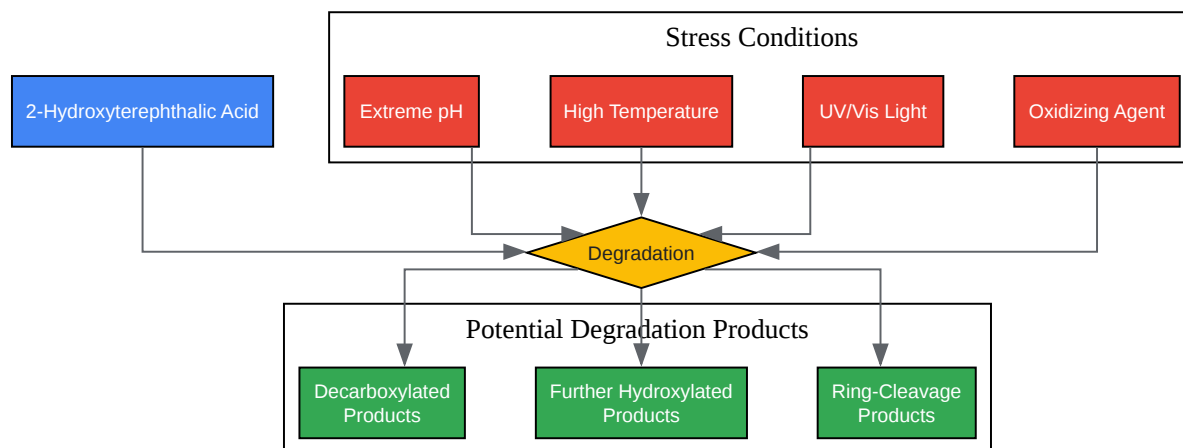 Stress Conditions
2-Hydroxyterephthalic Acid
Extreme pH
High Temperature
UV/Vis Light
Oxidizing Agent
Degradation
Potential Degradation Products
Decarboxylated
Products
Further Hydroxylated
Products
Ring-Cleavage
Products